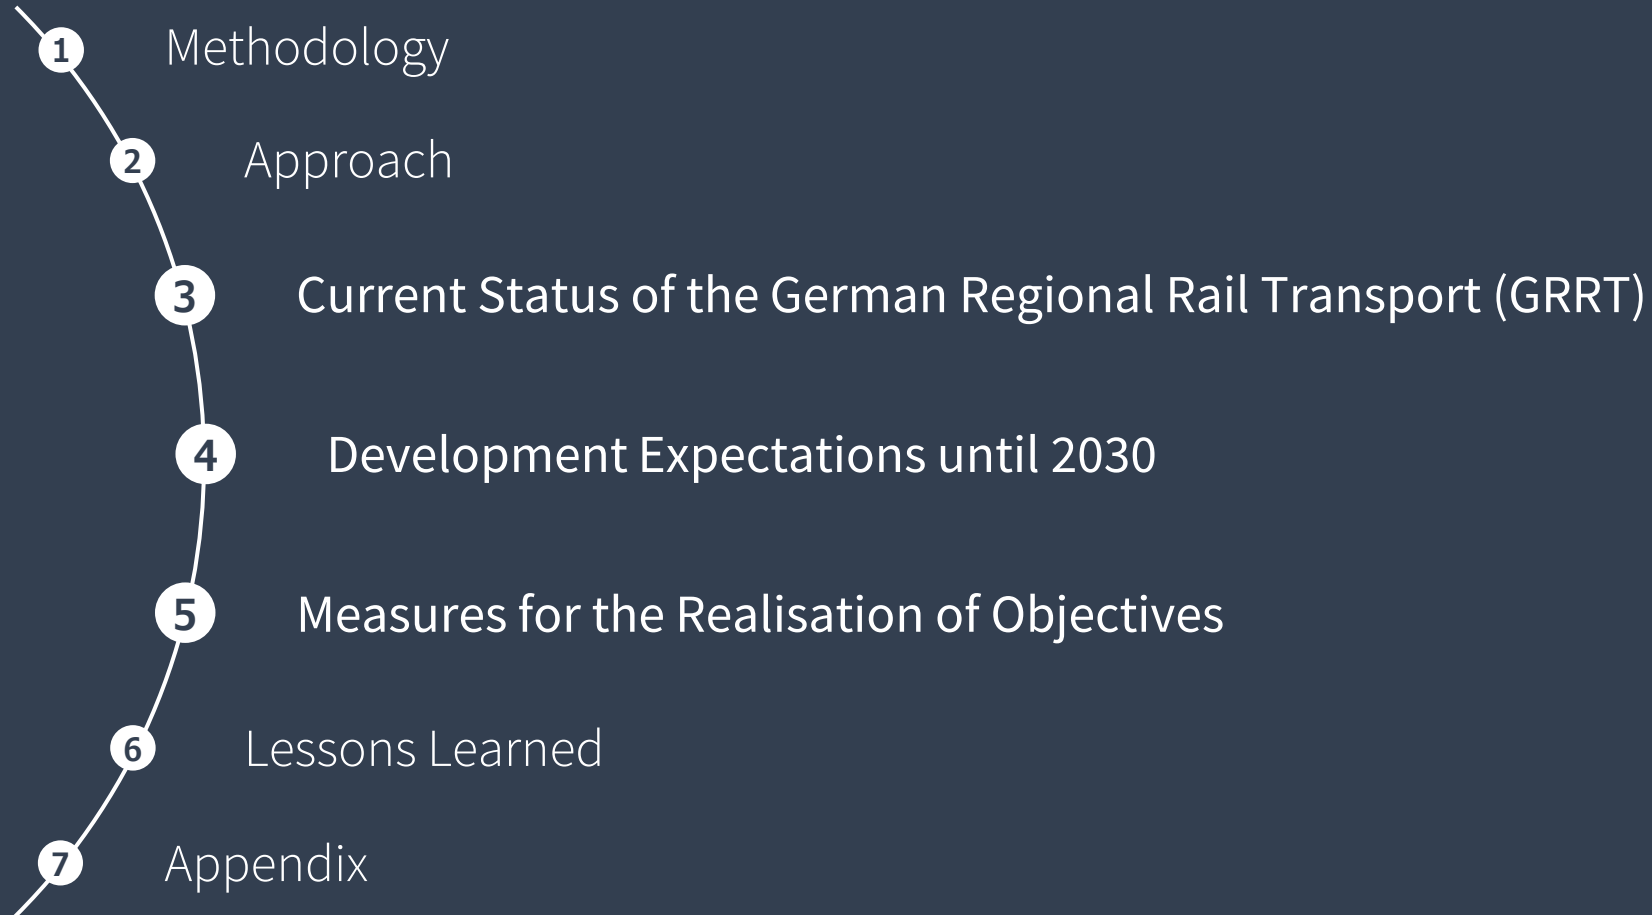 1 Methodology
2 Approach
3 Current Status of the German Regional Rail Transport (GRRT)
4 Development Expectations until 2030
5 Measures for the Realisation of Objectives
6 Lessons Learned
7 Appendix